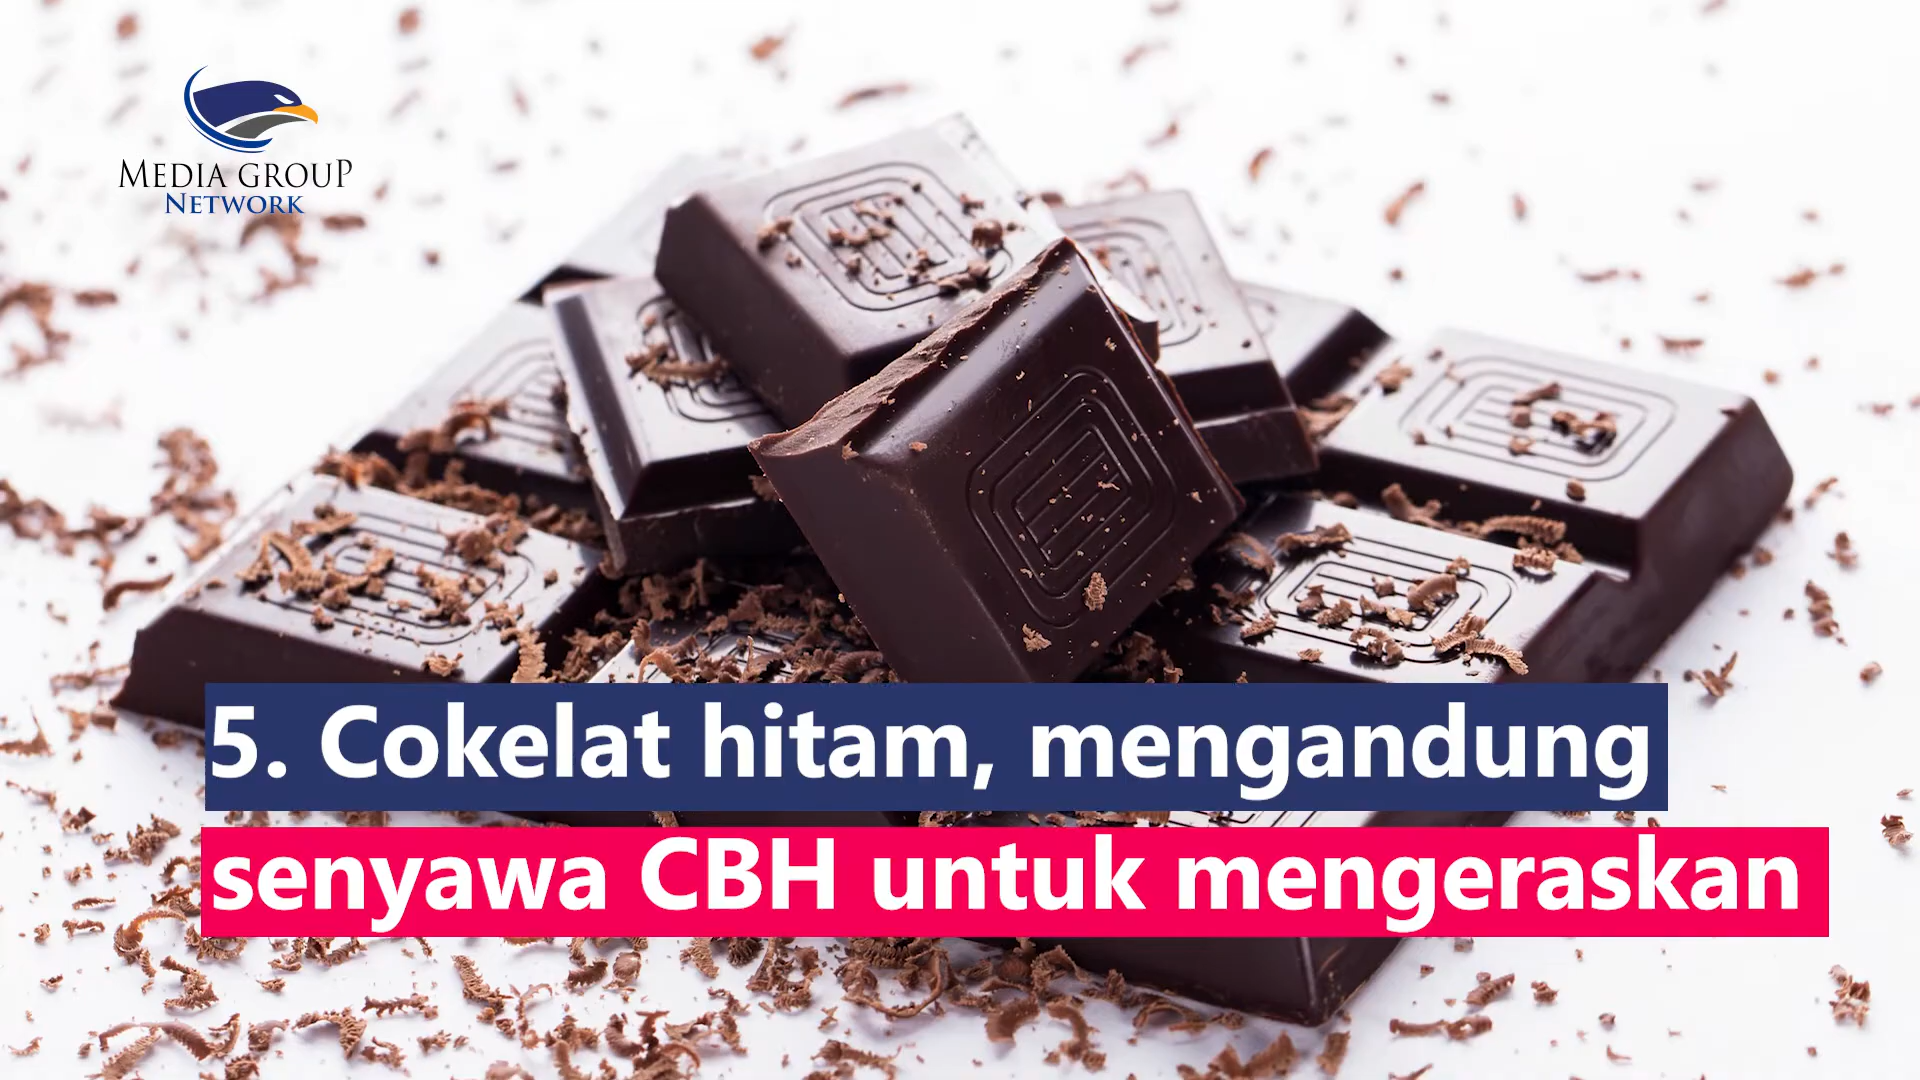 MEDIA GROUP
NETWORK
5. Cokelat hitam, mengandung
senyawa CBH untuk mengeraskan